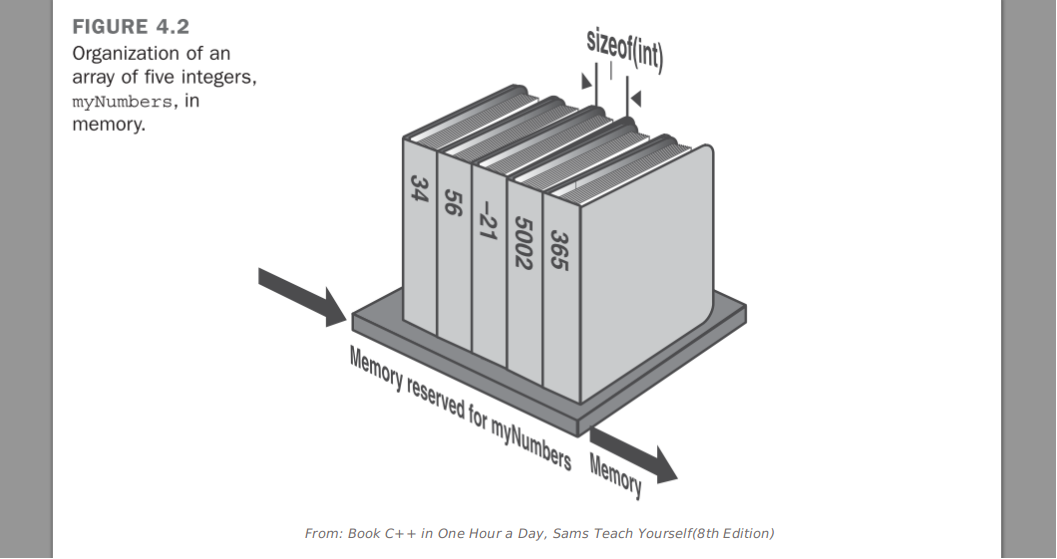 FIGURE 4.2
Organization of an
array of five integers,
myNumbers, in
memory.
sizeof(int)
34
56
–21
5002
365
Memory reserved for myNumbers
Memory
From: Book C++ in One Hour a Day, Sams Teach Yourself(8th Edition)